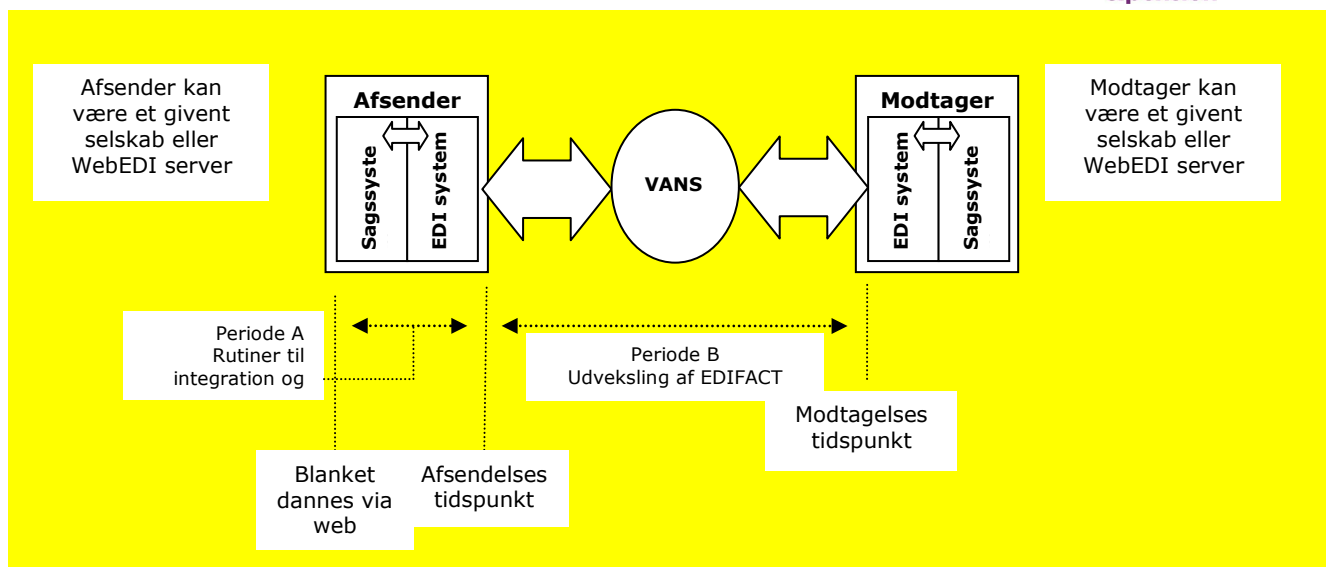 Afsender kan
være et givent
selskab eller
WebEDI server
Afsender
Sagssyste
EDI system
VANS
Modtager
EDI system
Sagssyste
Modtager kan
være et givent
selskab eller
WebEDI server
Periode A
Rutiner til
integration og
Periode B
Udveksling af EDIFACT
Modtagelses
tidspunkt
Blanket
dannes via
web
Afsendelses
tidspunkt